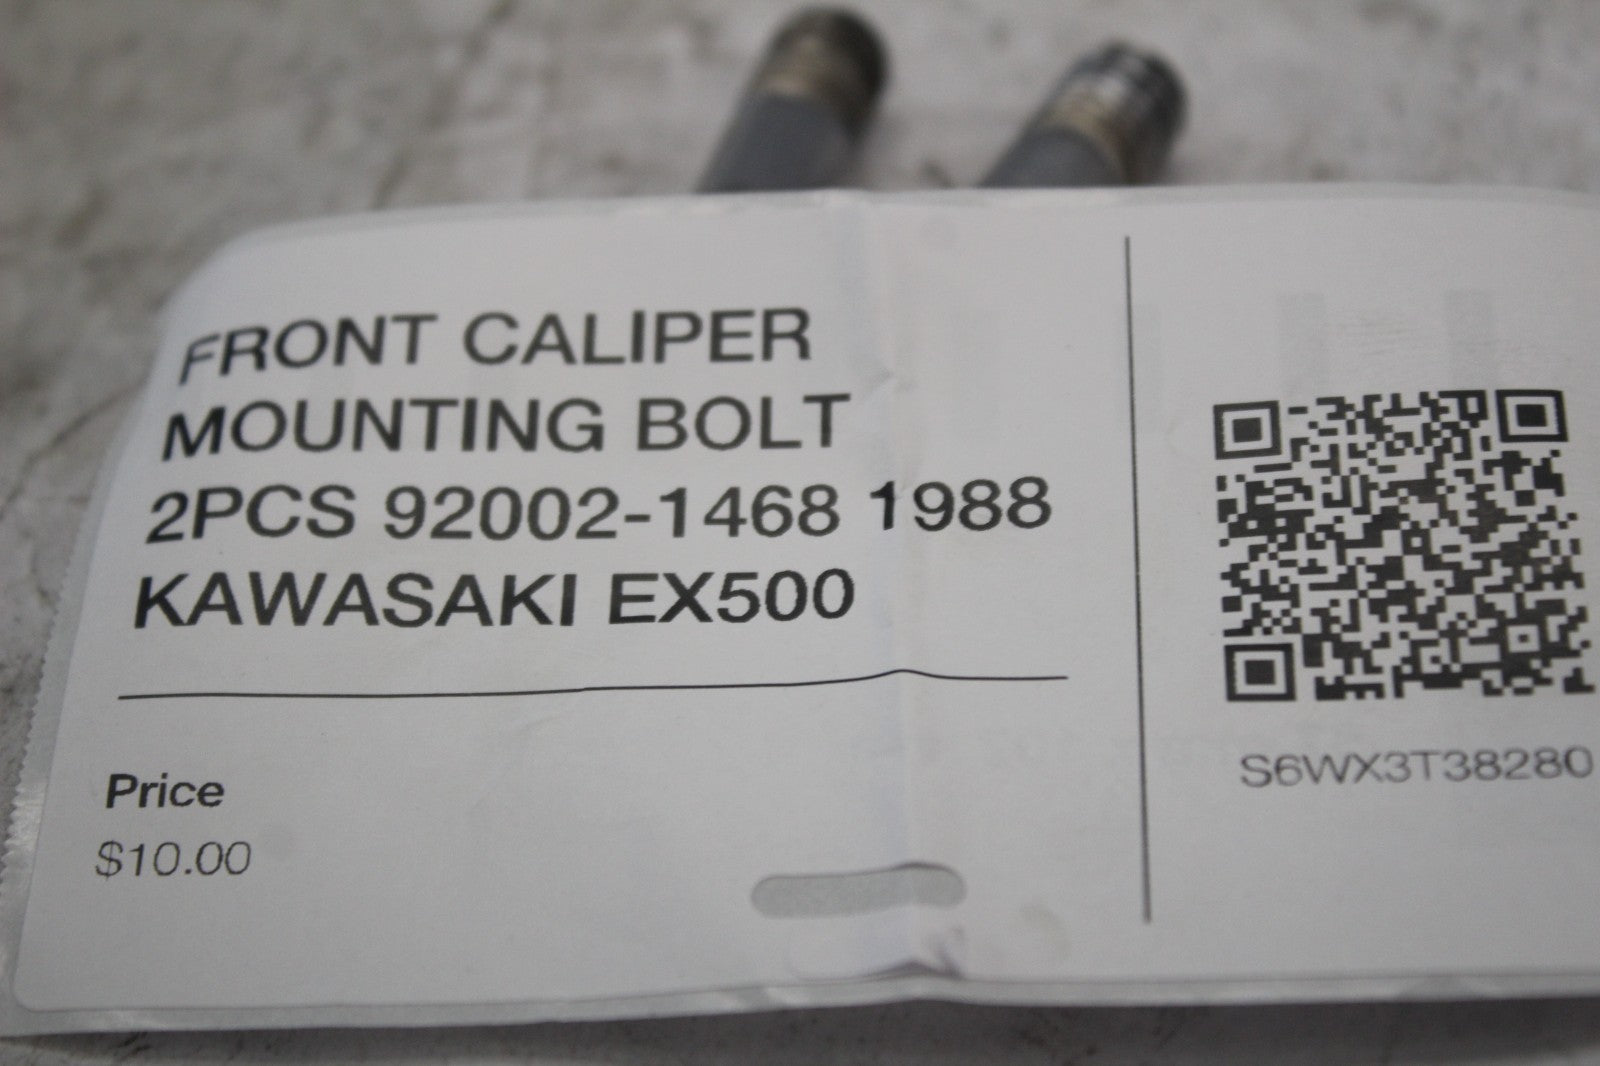 FRONT CALIPER
MOUNTING BOLT
2PCS 92002-1468 1988
KAWASAKI EX500
Price
$10.00
S6WX3T38280